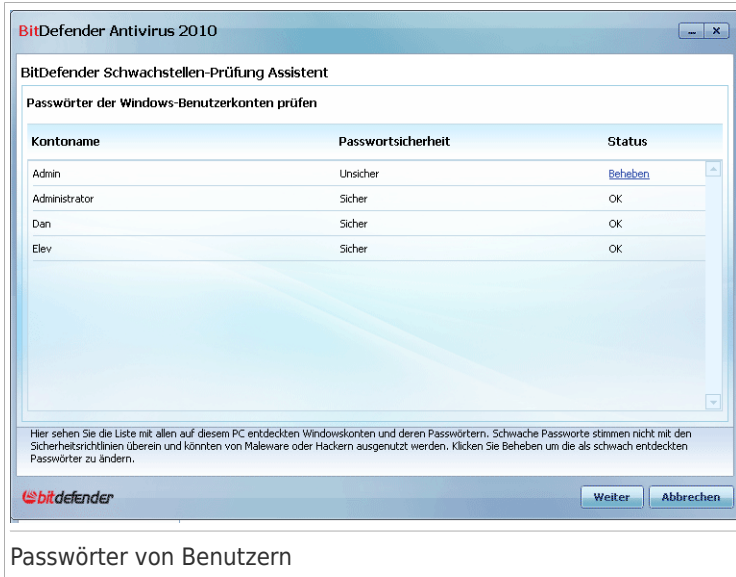 BitDefender Antivirus 2010
BitDefender Schwachstellen-Prüfung Assistent
Passwörter der Windows-Benutzerkonten prüfen
Kontoname Passwortsicherheit Status
Admin Unsicher Beheben
Administrator Sicher OK
Dan Sicher OK
Elev Sicher OK
Hier sehen Sie die Liste mit allen auf diesem PC entdeckten Windowskonten und deren Passwörtern. Schwache Passworte stimmen nicht mit den
Sicherheitsrichtlinien überein und könnten von Maleware oder Hackern ausgenutzt werden. Klicken Sie Beheben um die als schwach entdeckten
Passwörter zu ändern.
bitdefender Weiter Abbrechen
Passwörter von Benutzern